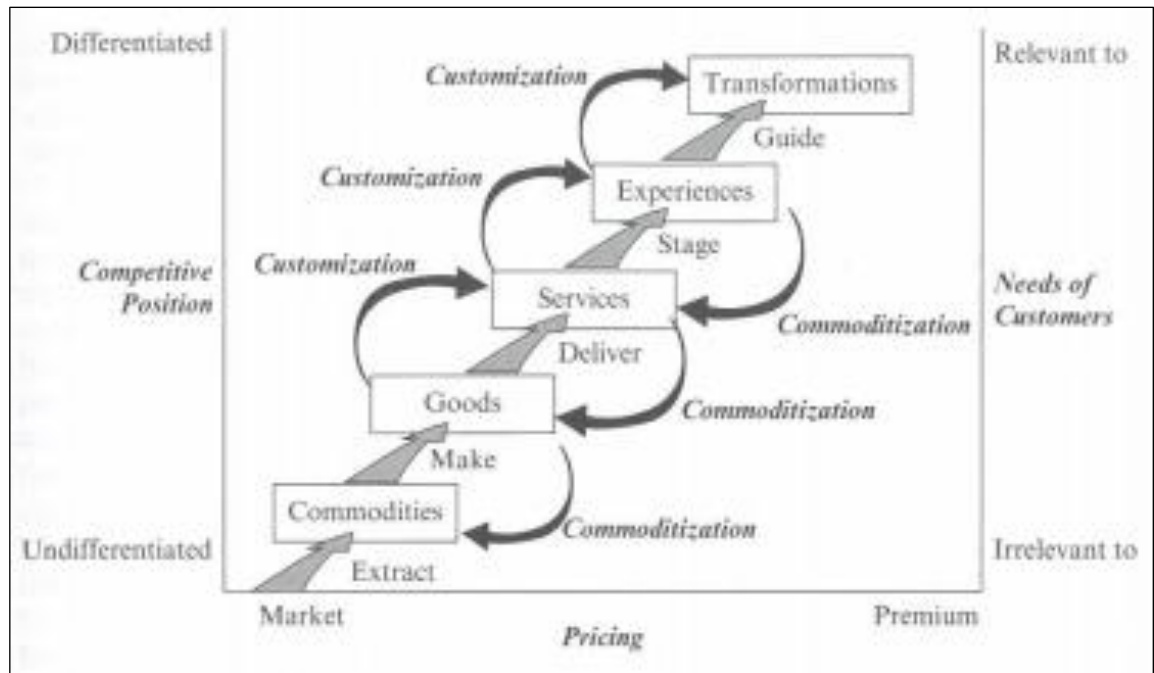 Differentiated
Relevant to
Customization
Transformations
Guide
Customization
Experiences
Stage
Customization
Competitive
Position
Services
Needs of
Customers
Commoditization
Deliver
Goods
Commoditization
Make
Commodities
Commoditization
Undifferentiated
Irrelevant to
Extract
Market
Premium
Pricing